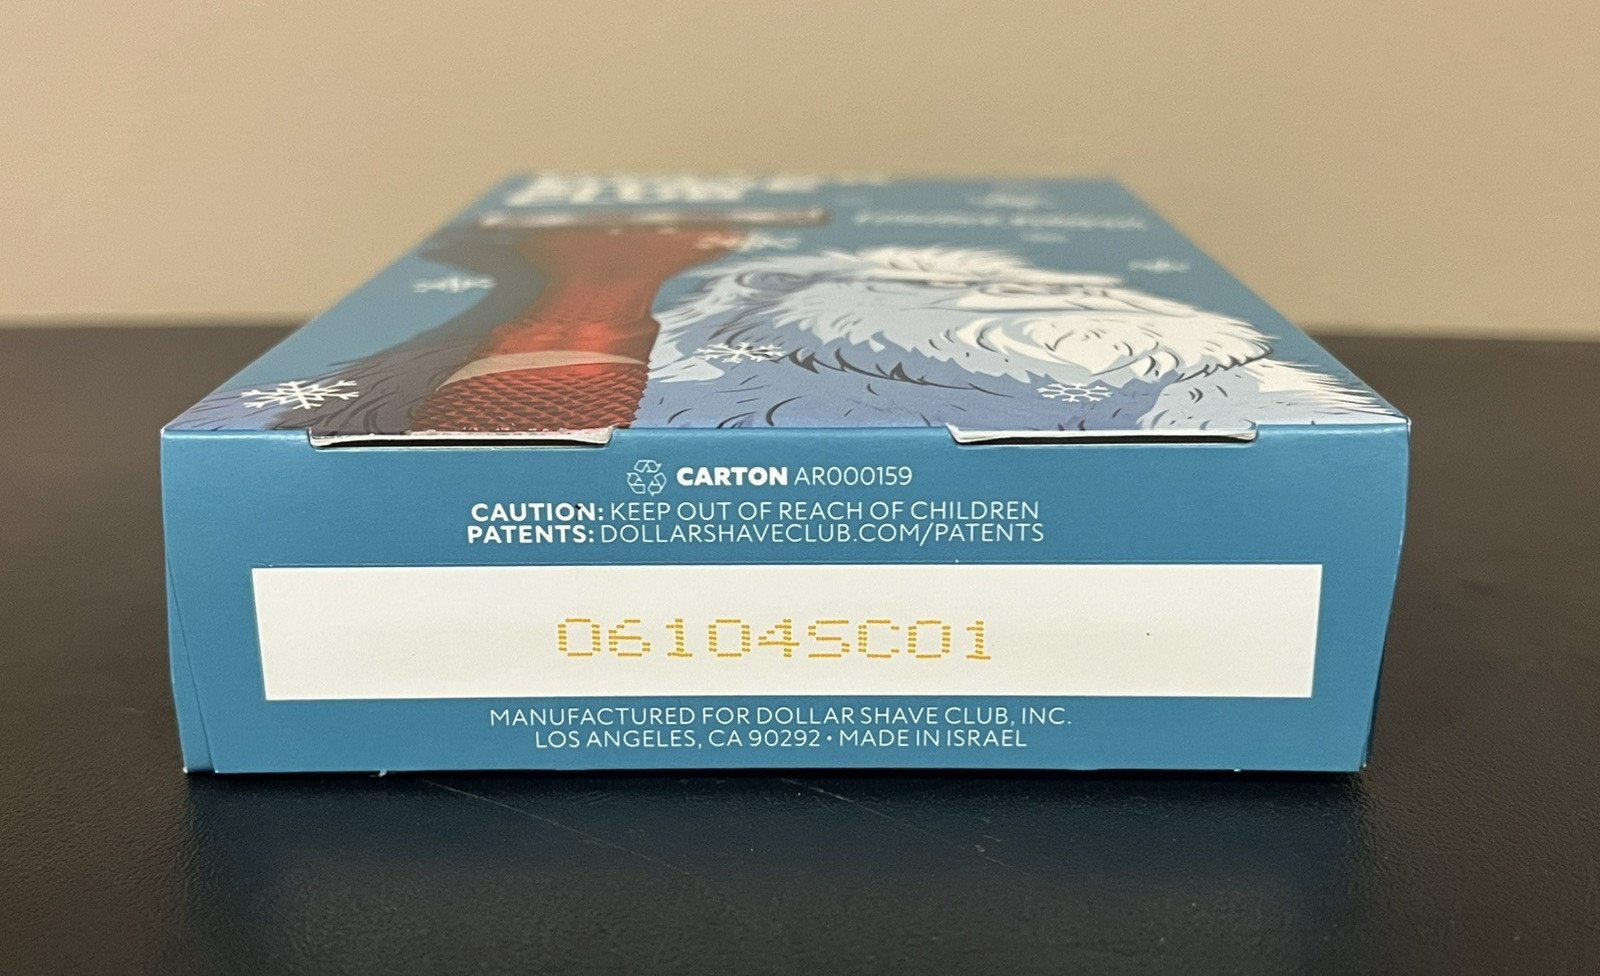 CLUB
CARTON AR000159
CAUTION: KEEP OUT OF REACH OF CHILDREN
PATENTS: DOLLARSHAVECLUB.COM/PATENTS
06104SC01
MANUFACTURED FOR DOLLAR SHAVE CLUB, INC.
LOS ANGELES, CA 90292 • MADE IN ISRAEL